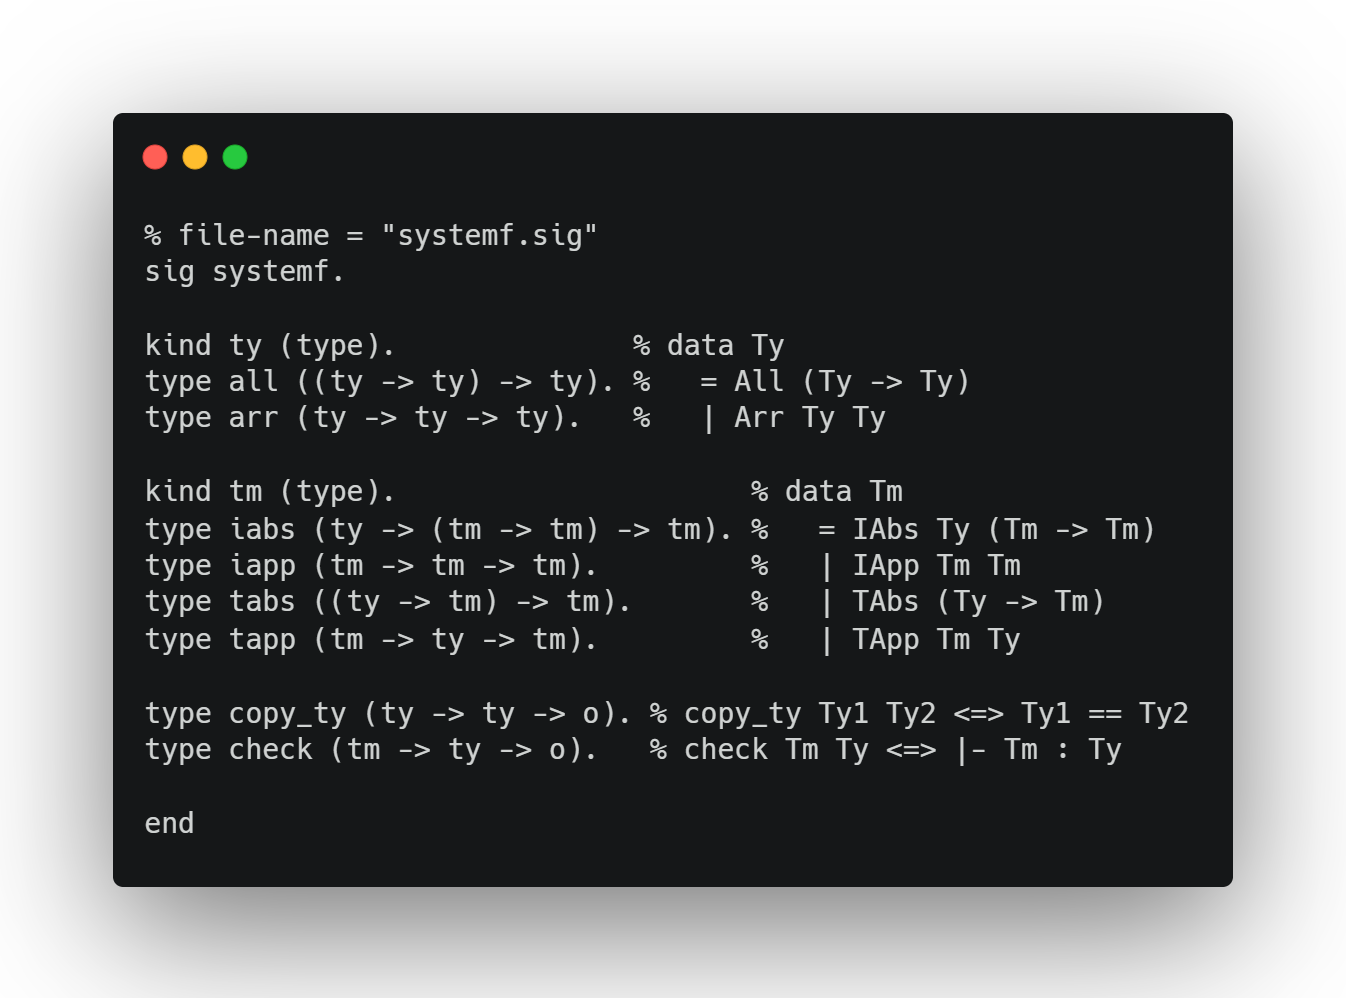 % file-name = "systemf.sig"
sig systemf.

kind ty (type).              % data Ty
type all ((ty -> ty) -> ty). %   = All (Ty -> Ty)
type arr (ty -> ty -> ty).   %   | Arr Ty Ty

kind tm (type).                     % data Tm
type iabs (ty -> (tm -> tm) -> tm). %   = IAbs Ty (Tm -> Tm)
type iapp (tm -> tm -> tm).         %   | IApp Tm Tm
type tabs ((ty -> tm) -> tm).       %   | TAbs (Ty -> Tm)
type tapp (tm -> ty -> tm).         %   | TApp Tm Ty

type copy_ty (ty -> ty -> o). % copy_ty Ty1 Ty2 <=> Ty1 == Ty2
type check (tm -> ty -> o).   % check Tm Ty <=> |- Tm : Ty

end